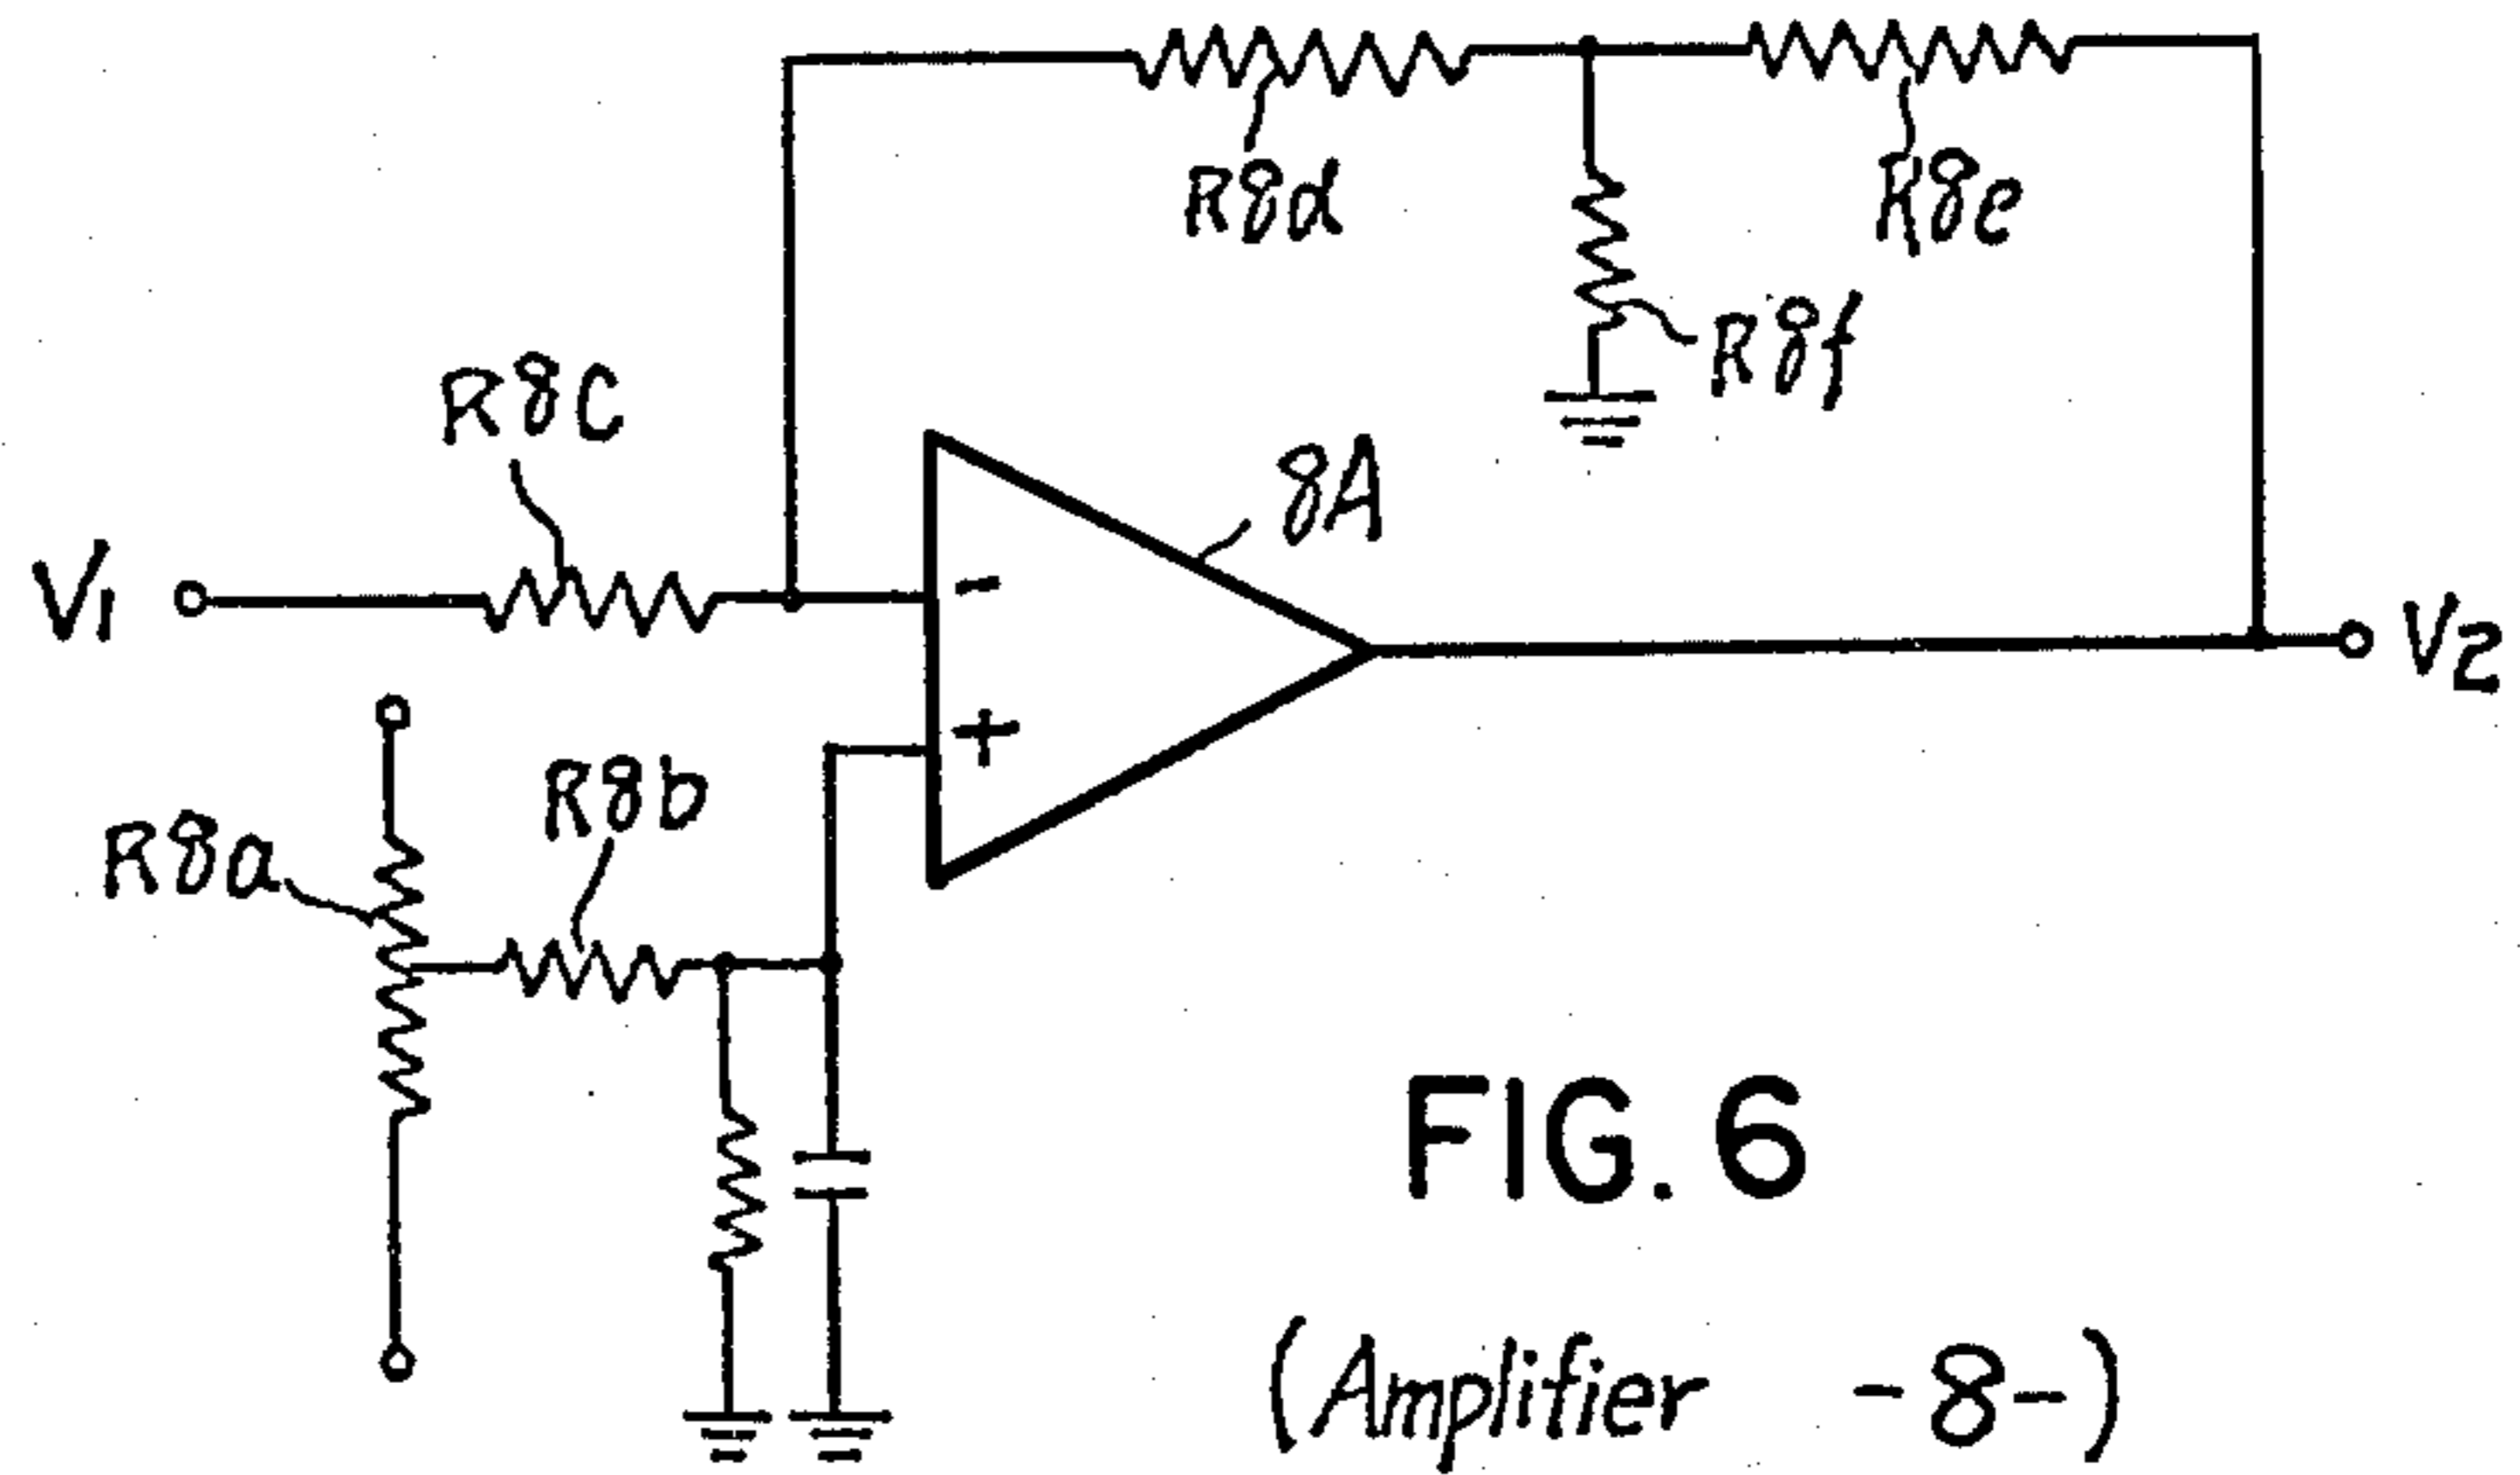 R8d
R8e
R8f
R8C
8A
V1
-
V2
+
R8b
R8a
FIG. 6
(Amplifier -8-)